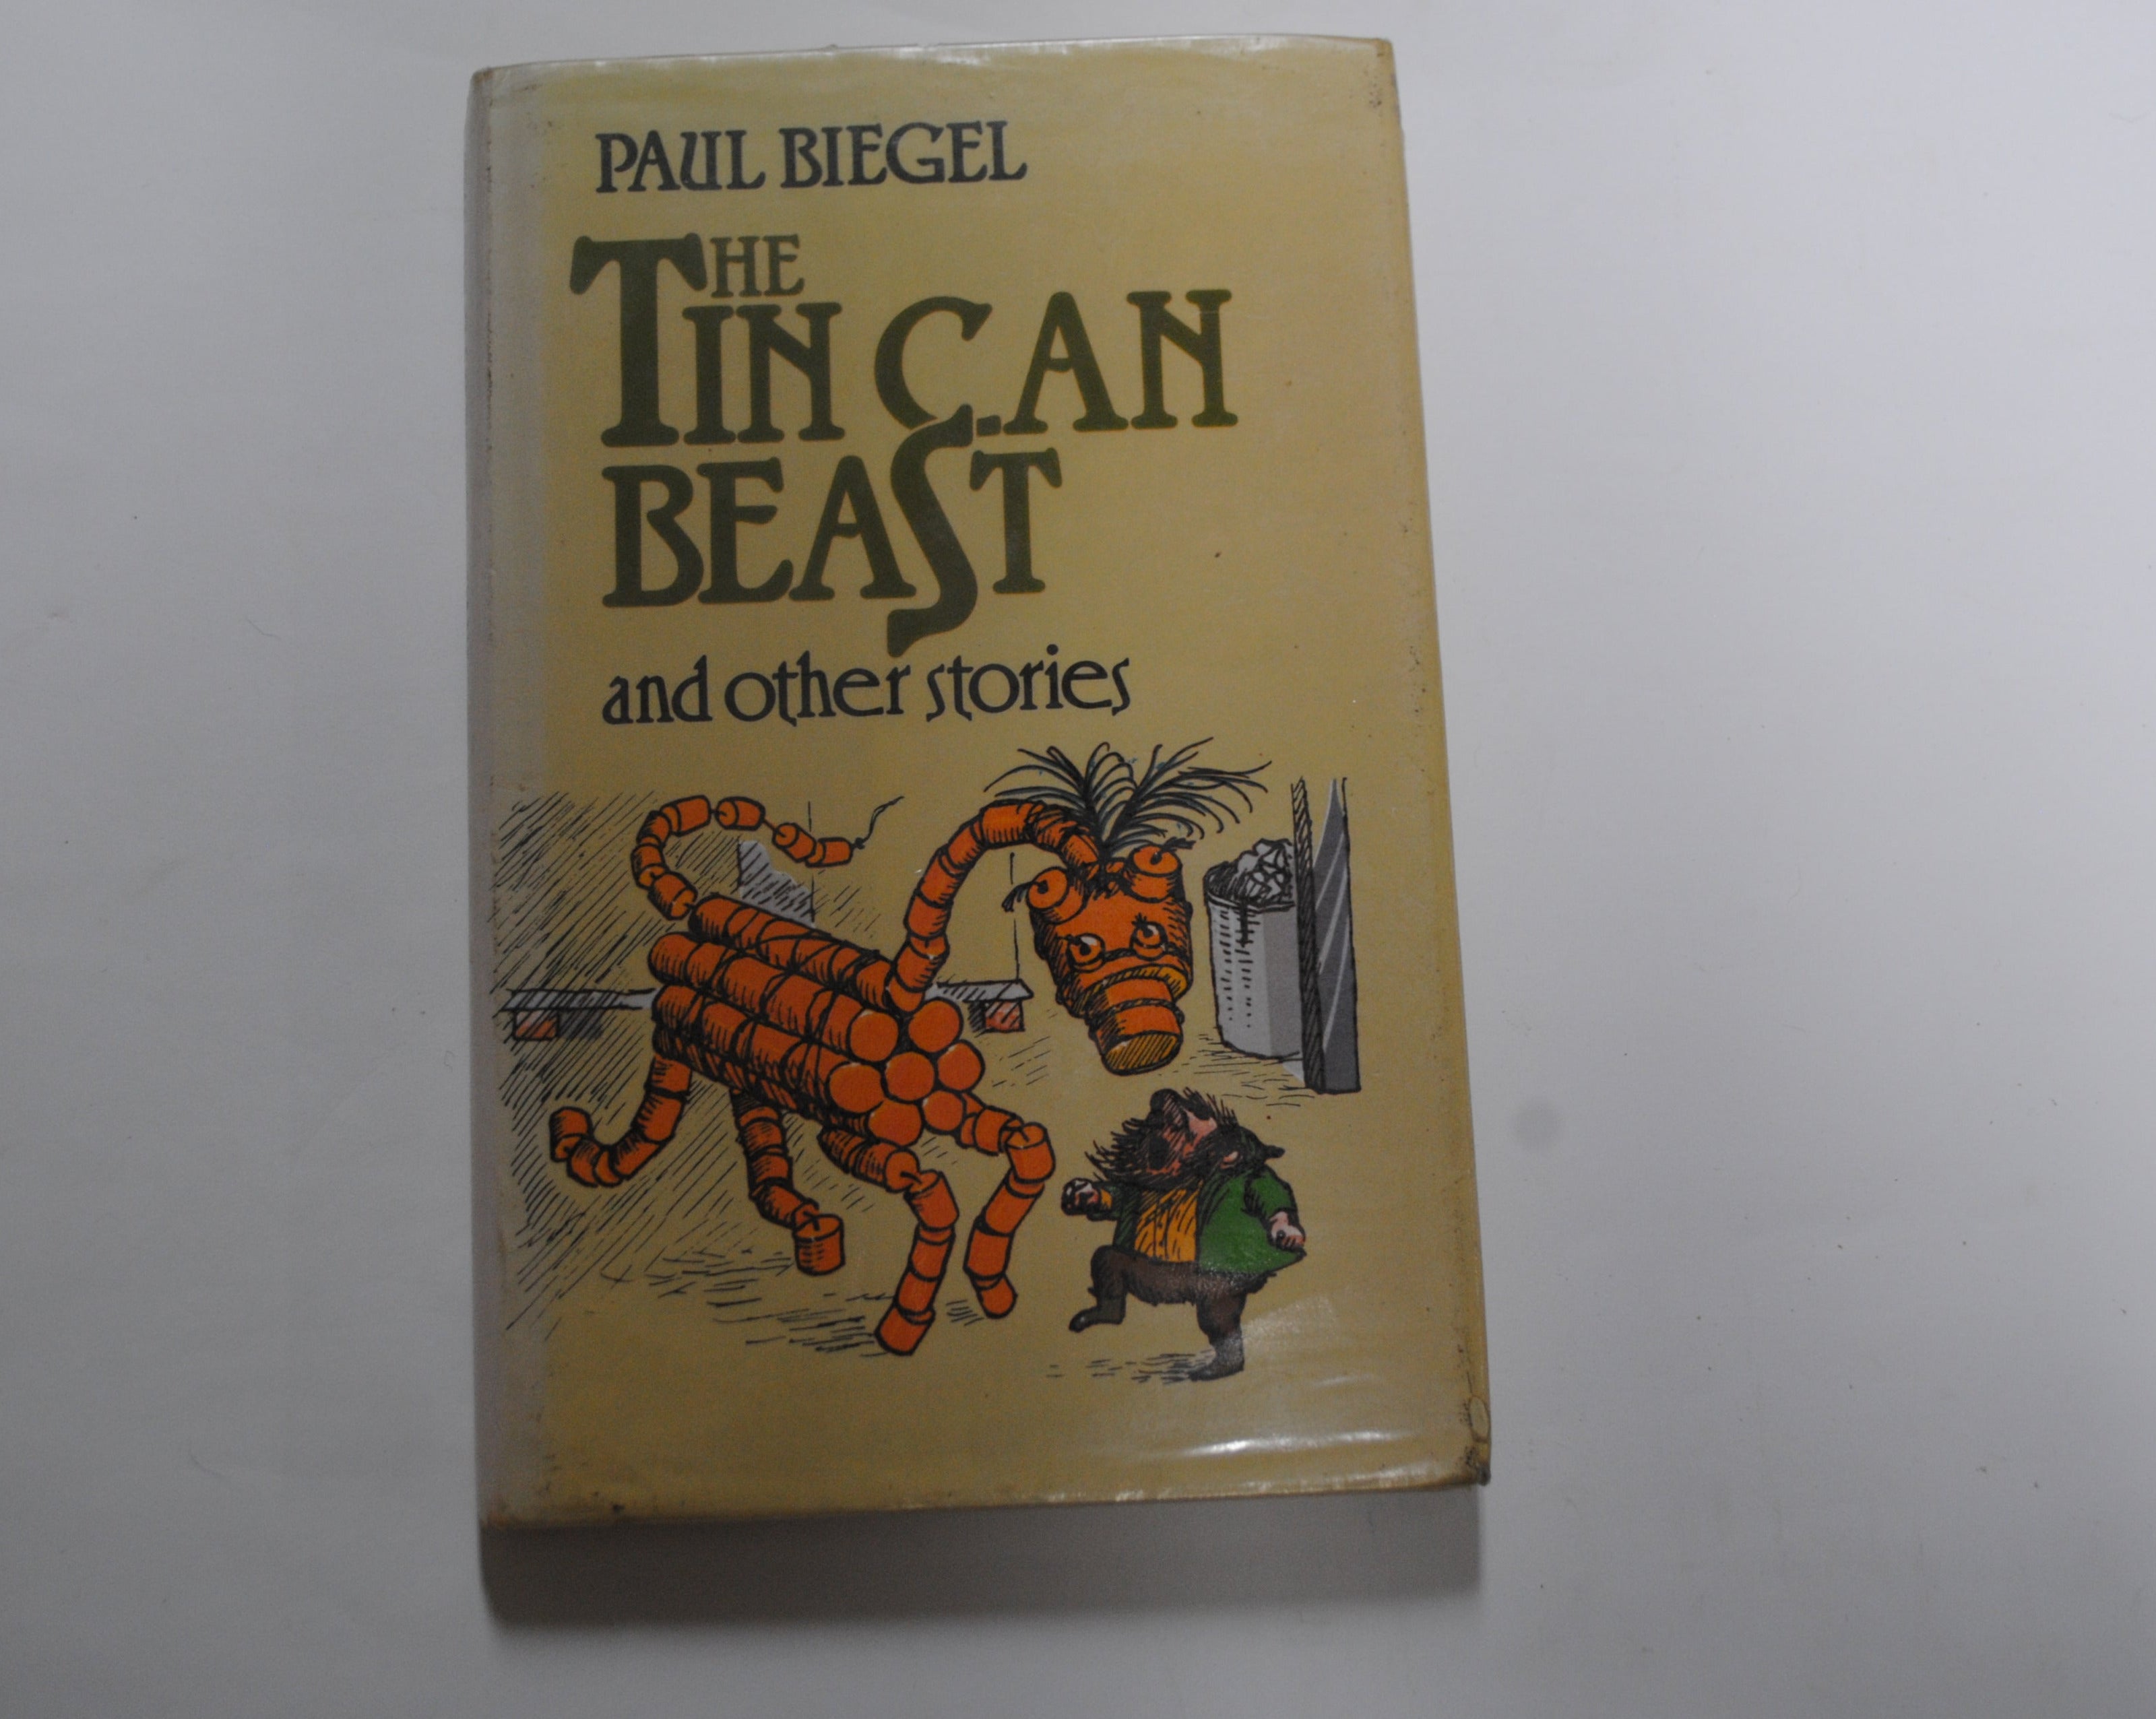 PAUL BIEGEL
THE
TIN CAN
BEAST
and other stories